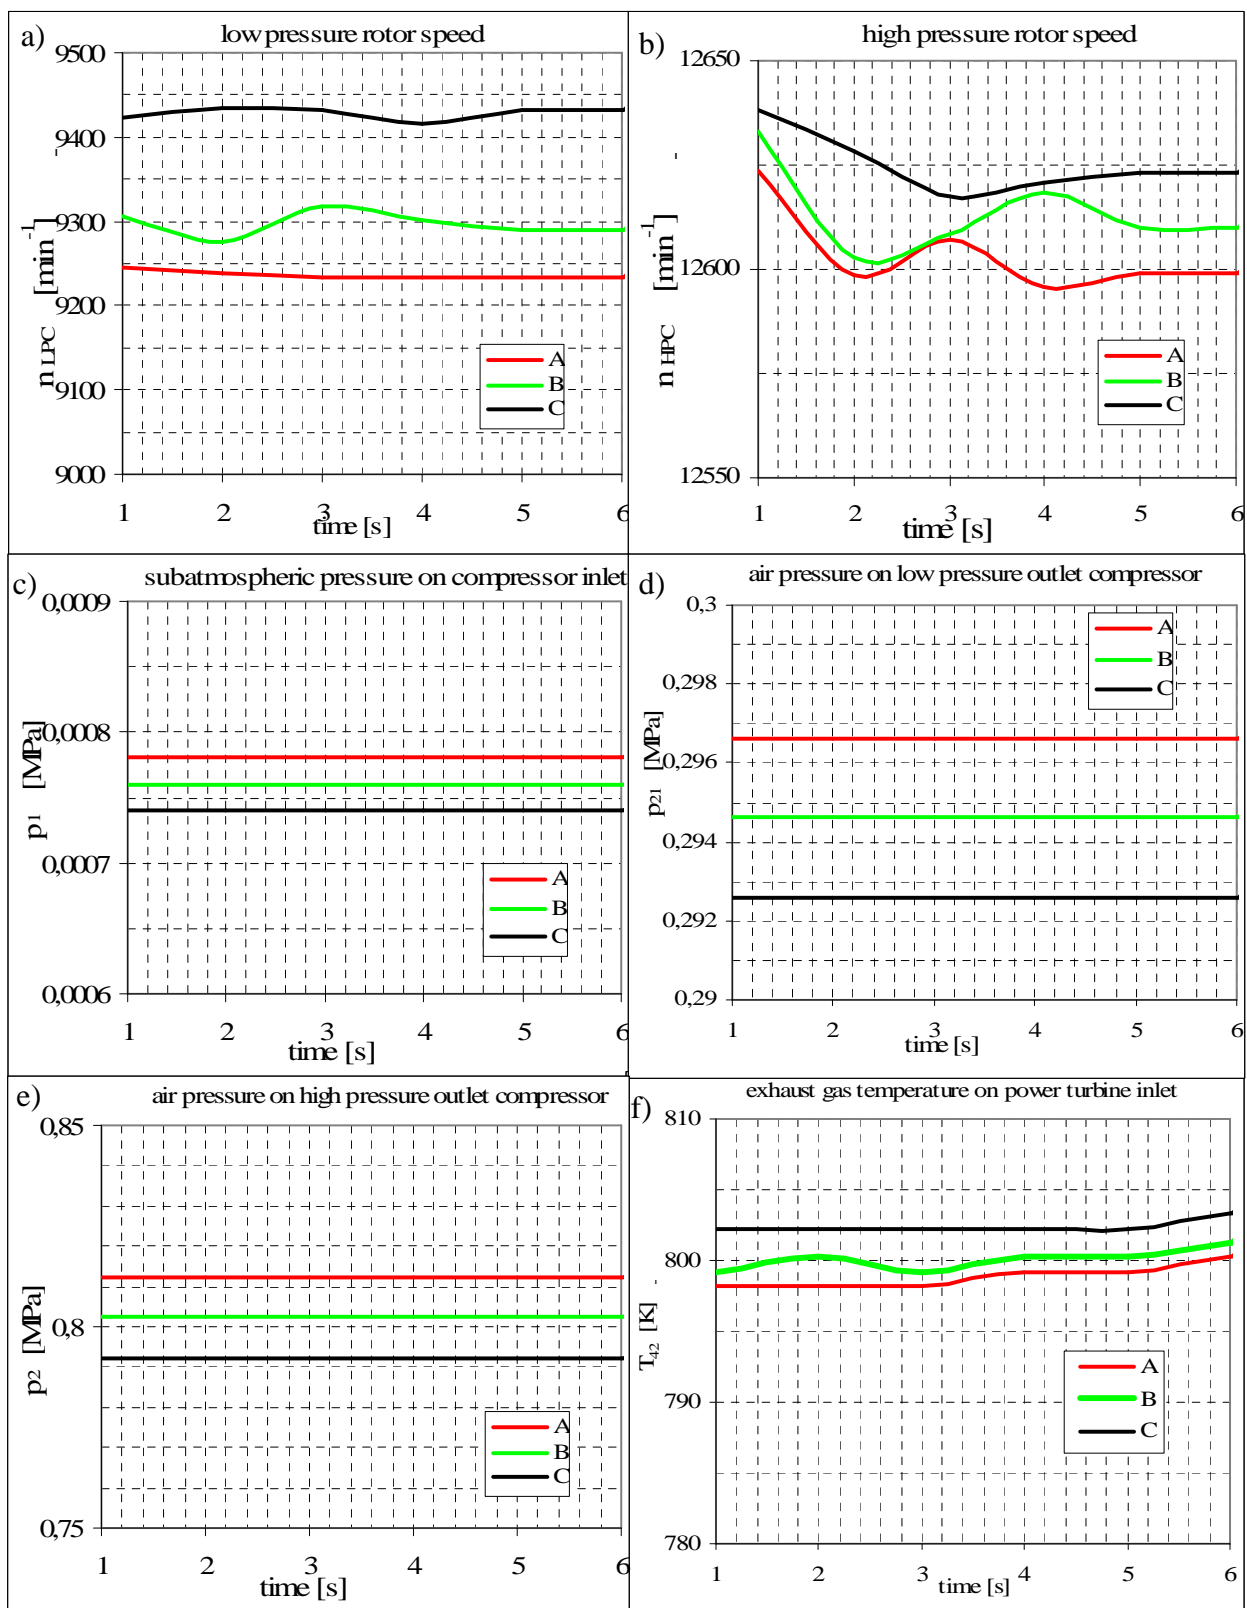 a)
low pressure rotor speed
9500
9400
9300
9200
9100
9000
n LPC [min-1]
1 2 3 4 5 6
time [s]
A
B
C
b)
high pressure rotor speed
12650
12600
12550
n HPC [min-1]
1 2 3 4 5 6
time [s]
A
B
C
c)
subatmospheric pressure on compressor inlet
0,0009
0,0008
0,0007
0,0006
p1 [MPa]
1 2 3 4 5 6
time [s]
A
B
C
d)
air pressure on low pressure outlet compressor
0,3
0,298
0,296
0,294
0,292
0,29
p21 [MPa]
1 2 3 4 5 6
time [s]
A
B
C
e)
air pressure on high pressure outlet compressor
0,85
0,8
0,75
p2 [MPa]
1 2 3 4 5 6
time [s]
A
B
C
f)
exhaust gas temperature on power turbine inlet
810
800
790
780
T42 [K]
1 2 3 4 5 6
time [s]
A
B
C